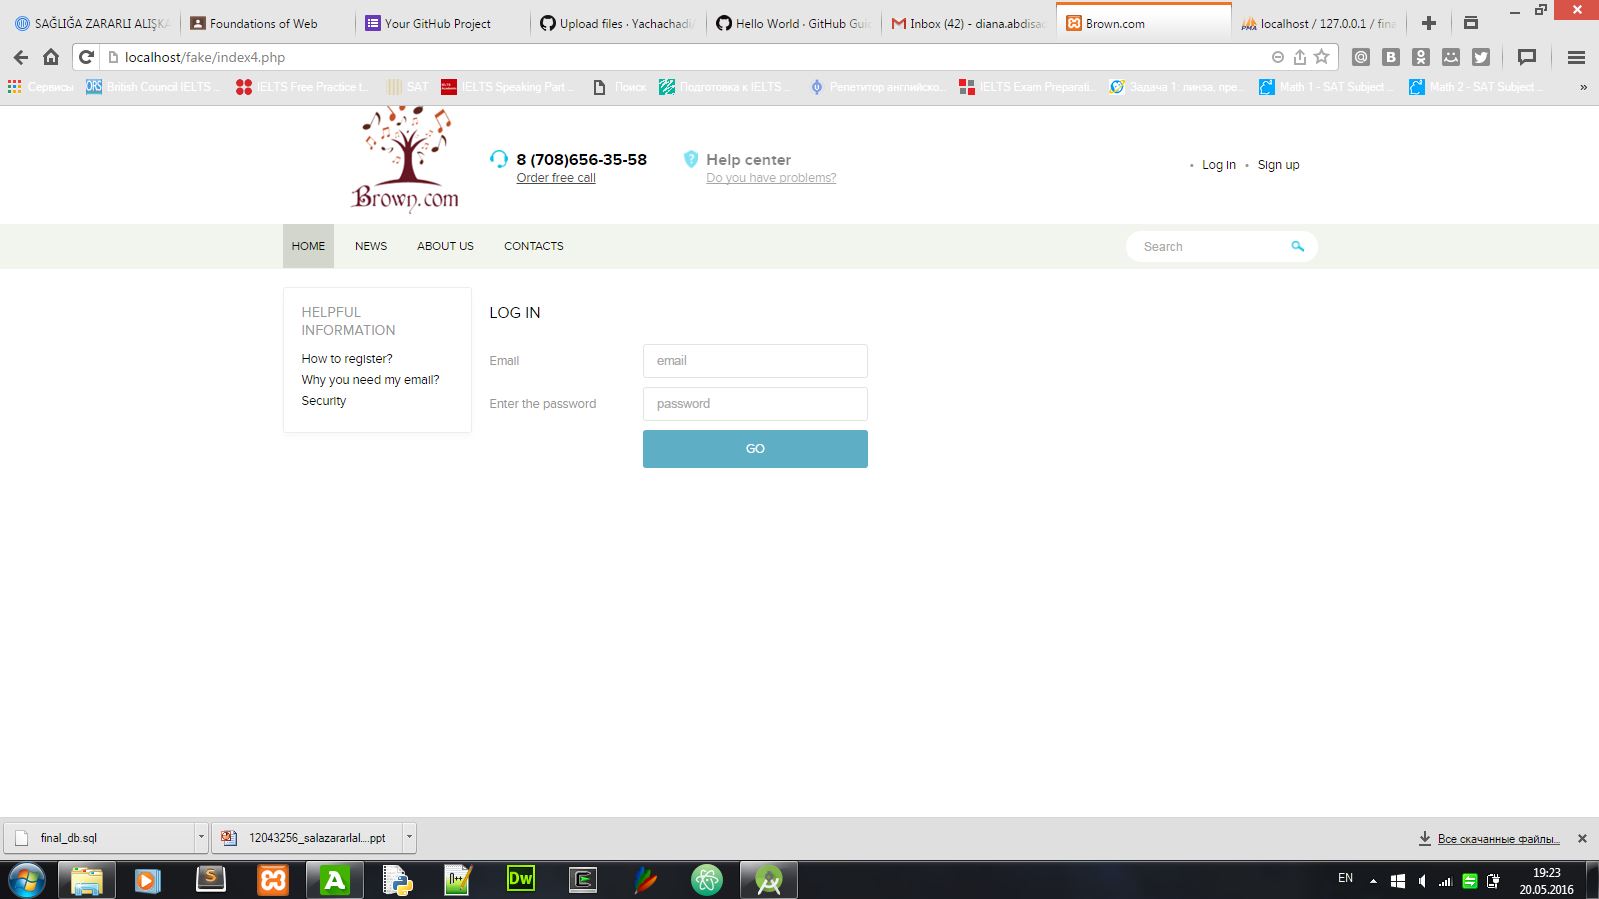 SAĞLIĞA ZARARLI ALIŞKA
Foundations of Web
Your GitHub Project
Upload files · Yachachadi/
Hello World · GitHub Guid
Inbox (42) - diana.abdisad
Brown.com
localhost / 127.0.0.1 / fina
localhost/fake/index4.php
Сервисы
British Council IELTS ...
IELTS Free Practice t...
SAT
IELTS Speaking Part ...
Поиск
Подготовка к IELTS ...
Репетитор английско...
IELTS Exam Preparati...
Задача 1: линза, пре...
Math 1 - SAT Subject ...
Math 2 - SAT Subject ...
»
Brown.com
8 (708)656-35-58
Order free call
Help center
Do you have problems?
• Log in • Sign up
HOME NEWS ABOUT US CONTACTS
Search
HELPFUL
INFORMATION
How to register?
Why you need my email?
Security
LOG IN
Email
email
Enter the password
password
GO
final_db.sql
12043256_salazararlal....ppt
Все скачанные файлы...
EN
19:23
20.05.2016